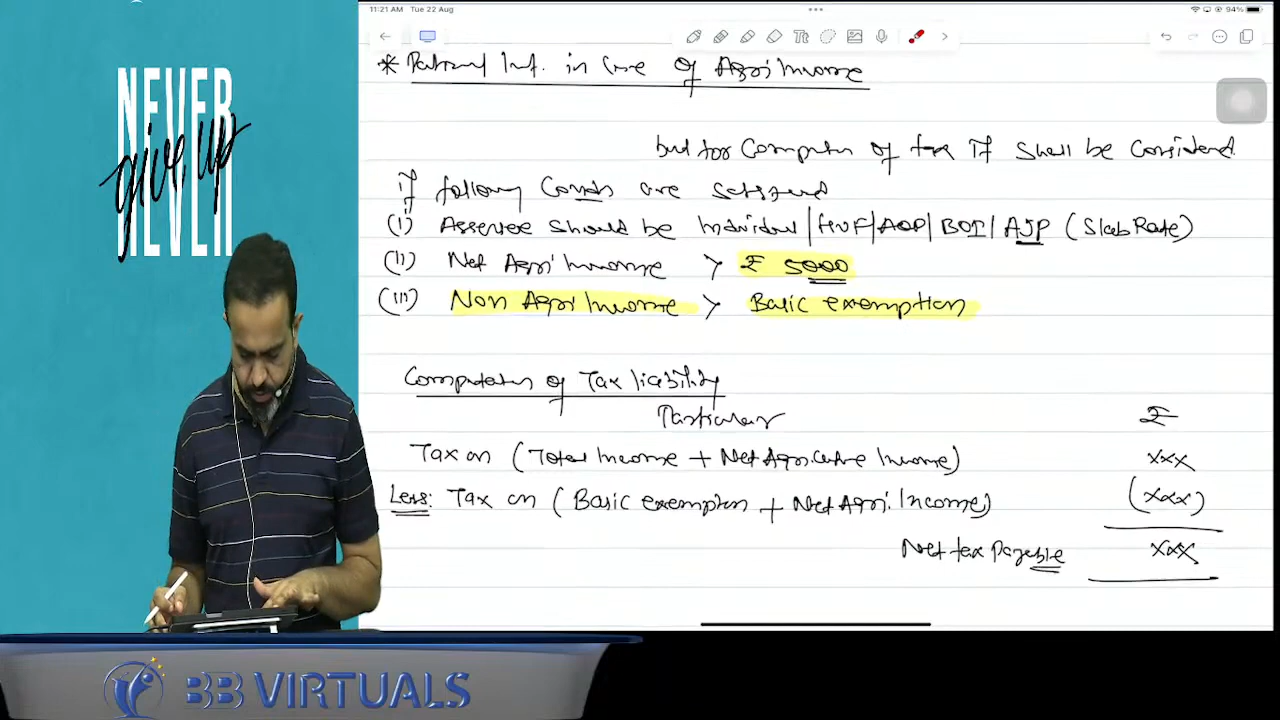 11:21 AM Tue 22 Aug
94%
NEVER
give up
NEVER
* in Case of Agri Income
but for Computn of tax it shall be Considered
if following Condn are satisfied
(i) Assessee should be Individual/HUF/AOP/BOI/AJP (Slab Rate)
(ii) Net Agri Income > ₹ 5000
(iii) Non Agri Income > Basic exemption
Computation of Tax liability
Particulars ₹
Tax on (Total Income + Net Agriculture Income) xxx
Less: Tax on (Basic exemption + Net Agri. Income) (xxx)
Net tax payable xxx
BB VIRTUALS